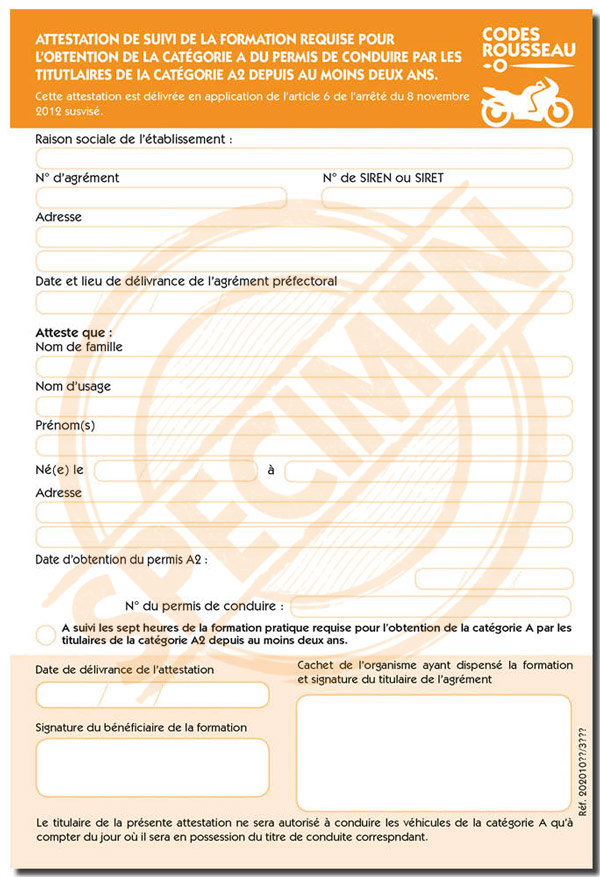 ATTESTATION DE SUIVI DE LA FORMATION REQUISE POUR
L'OBTENTION DE LA CATÉGORIE A DU PERMIS DE CONDUIRE PAR LES
TITUTLAIRES DE lA CATÉGORIE A2 DEPUIS AU MOINS DEUX ANS.
Cette attestation est délivrée en application de l'article 6 de l'arrêté du 8 novembre
2012 susvisé.
CODES
ROUSSEAU
Raison sociale de l'établissement :
N° d'agrément
N° de SIREN ou SIRET
Adresse
Date et lieu de délivrance de l'agrément préfectoral
Atteste que :
Nom de famille
Nom d'usage
Prénom(s)
Né(e) le
à
Adresse
Date d'obtention du permis A2 :
N° du permis de conduire :
A suivi les sept heures de la formation pratique requise pour l'obtention de la catégorie A par les
titulaires de la catégorie A2 depuis au moins deux ans.
SPECIMEN
Date de délivrance de l'attestation
Cachet de l'organisme ayant dispensé la formation
et signature du titulaire de l'agrément
Signature du bénéficiaire de la formation
Réf. 202010??/3???
Le titulaire de la présente attestation ne sera autorisé à conduire les véhicules de la catégorie A qu'à
compter du jour où il sera en possession du titre de conduite correspndant.